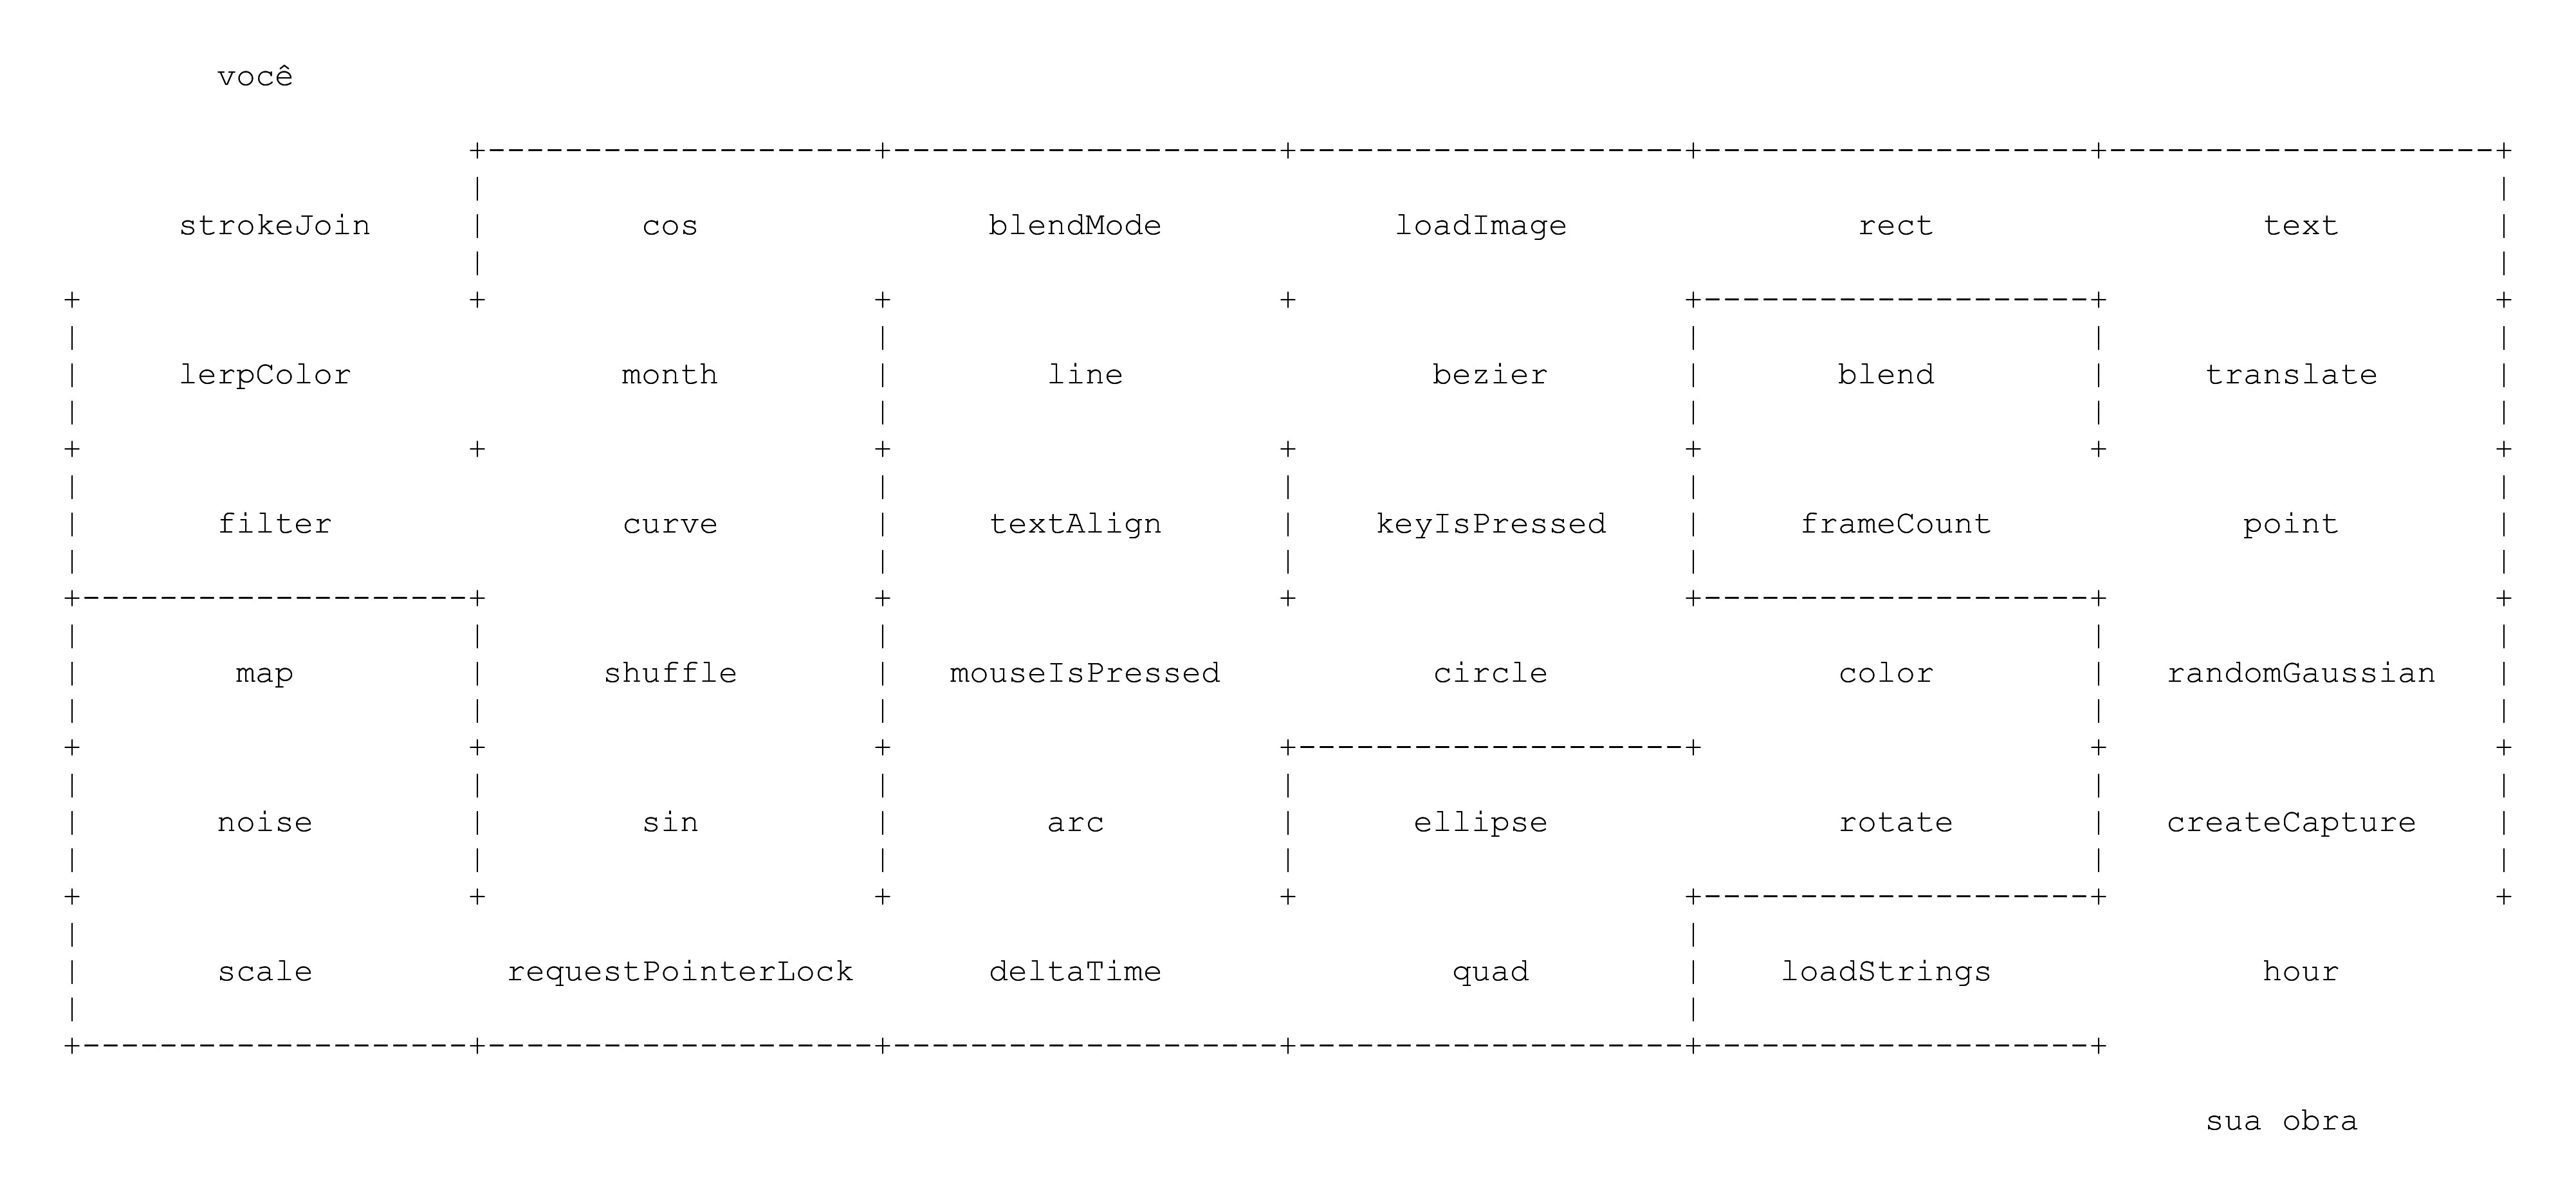 você
strokeJoin cos blendMode loadImage rect text
lerpColor month line bezier blend translate
filter curve textAlign keyIsPressed frameCount point
map shuffle mouseIsPressed circle color randomGaussian
noise sin arc ellipse rotate createCapture
scale requestPointerLock deltaTime quad loadStrings hour
sua obra